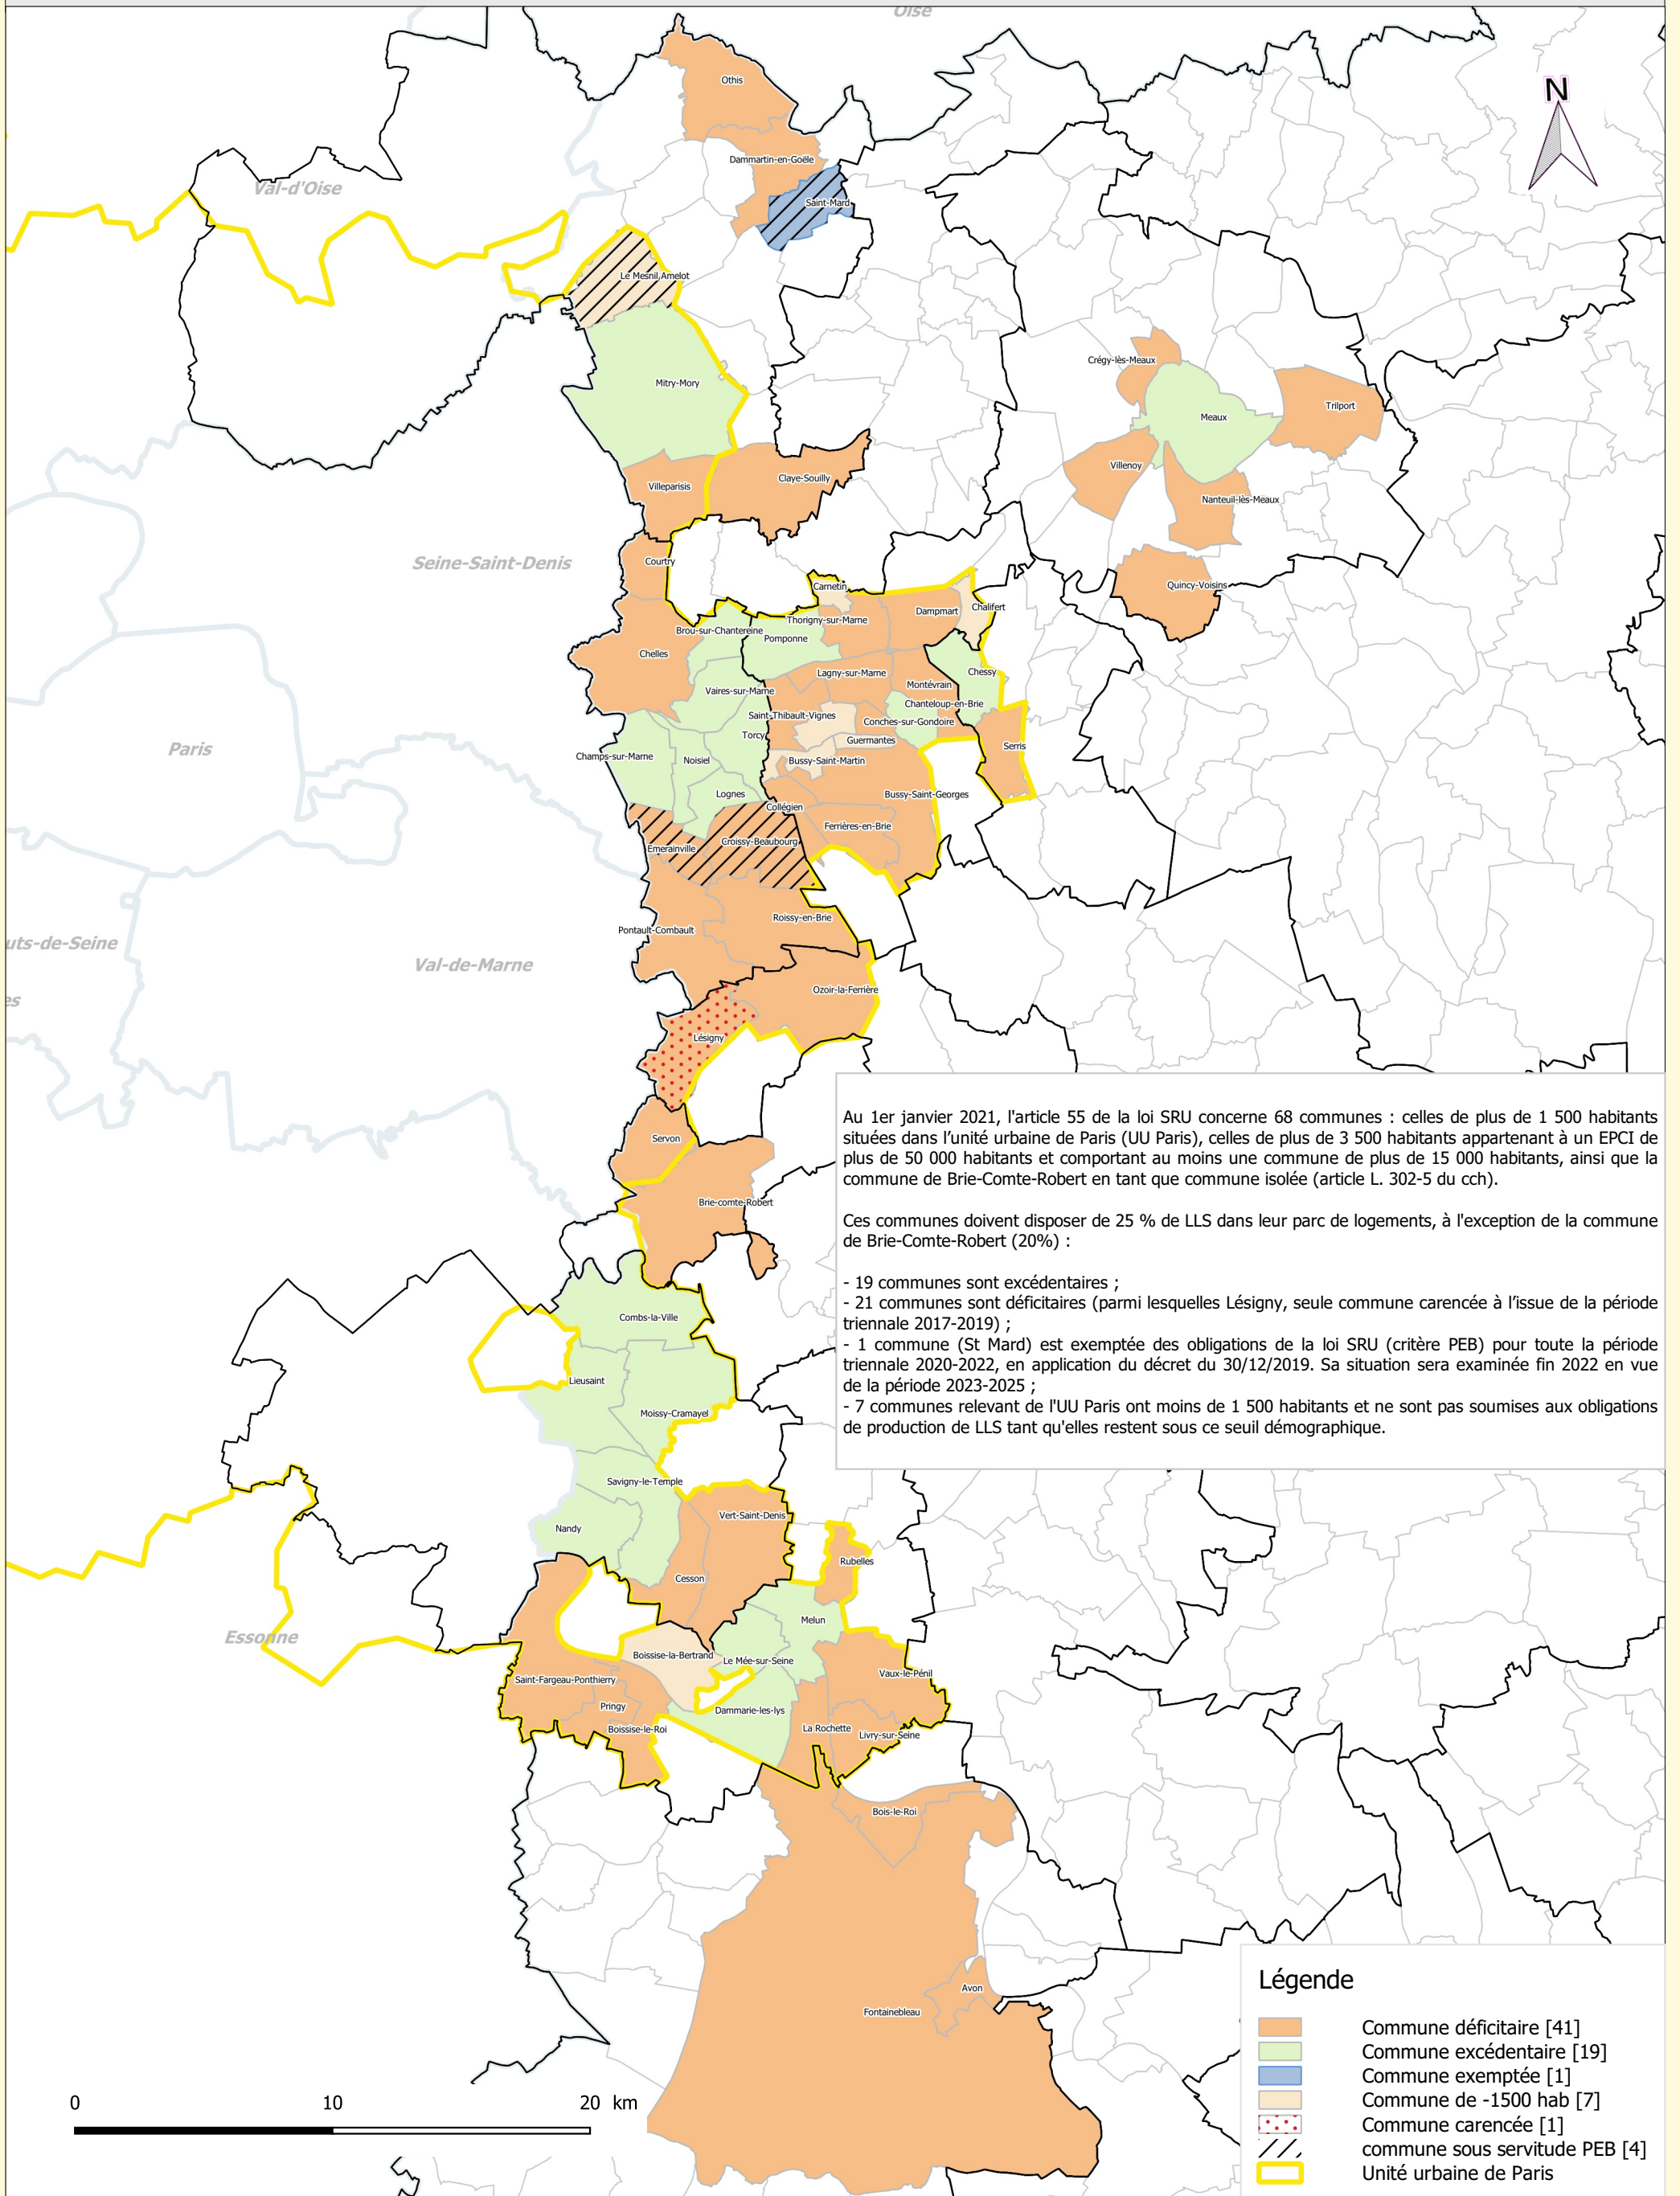 Oise
N
Othis
Dammartin-en-Goële
Saint-Mard
Val-d'Oise
Le Mesnil Amelot
Mitry-Mory
Crégy-lès-Meaux
Meaux
Trilport
Villenoy
Nanteuil-lès-Meaux
Quincy-Voisins
Villeparisis
Claye-Souilly
Seine-Saint-Denis
Courtry
Carnetin
Dampmart
Chalifert
Thorigny-sur-Marne
Brou-sur-Chantereine
Pomponne
Chelles
Lagny-sur-Marne
Chessy
Montévrain
Vaires-sur-Marne
Chanteloup-en-Brie
Saint-Thibault-Vignes
Conches-sur-Gondoire
Torcy
Guermantes
Serris
Paris
Champs-sur-Marne
Noisiel
Bussy-Saint-Martin
Lognes
Bussy-Saint-Georges
Collégien
Ferrières-en-Brie
Emerainville
Croissy-Beaubourg
Roissy-en-Brie
Pontault-Combault
uts-de-Seine
Val-de-Marne
es
Ozoir-la-Ferrière
Lésigny
Servon
Brie-comte-Robert
Au 1er janvier 2021, l'article 55 de la loi SRU concerne 68 communes : celles de plus de 1 500 habitants
situées dans l'unité urbaine de Paris (UU Paris), celles de plus de 3 500 habitants appartenant à un EPCI de
plus de 50 000 habitants et comportant au moins une commune de plus de 15 000 habitants, ainsi que la
commune de Brie-Comte-Robert en tant que commune isolée (article L. 302-5 du cch).
Ces communes doivent disposer de 25 % de LLS dans leur parc de logements, à l'exception de la commune
de Brie-Comte-Robert (20%) :
- 19 communes sont excédentaires ;
- 21 communes sont déficitaires (parmi lesquelles Lésigny, seule commune carencée à l'issue de la période
triennale 2017-2019) ;
- 1 commune (St Mard) est exemptée des obligations de la loi SRU (critère PEB) pour toute la période
triennale 2020-2022, en application du décret du 30/12/2019. Sa situation sera examinée fin 2022 en vue
de la période 2023-2025 ;
- 7 communes relevant de l'UU Paris ont moins de 1 500 habitants et ne sont pas soumises aux obligations
de production de LLS tant qu'elles restent sous ce seuil démographique.
Combs-la-Ville
Lieusaint
Moissy-Cramayel
Savigny-le-Temple
Vert-Saint-Denis
Nandy
Rubelles
Cesson
Melun
Essonne
Boissise-la-Bertrand
Le Mée-sur-Seine
Vaux-le-Pénil
Saint-Fargeau-Ponthierry
Pringy
Dammarie-les-lys
Boissise-le-Roi
La Rochette
Livry-sur-Seine
Bois-le-Roi
Avon
Fontainebleau
0 10 20 km
Légende
Commune déficitaire [41]
Commune excédentaire [19]
Commune exemptée [1]
Commune de -1500 hab [7]
Commune carencée [1]
commune sous servitude PEB [4]
Unité urbaine de Paris